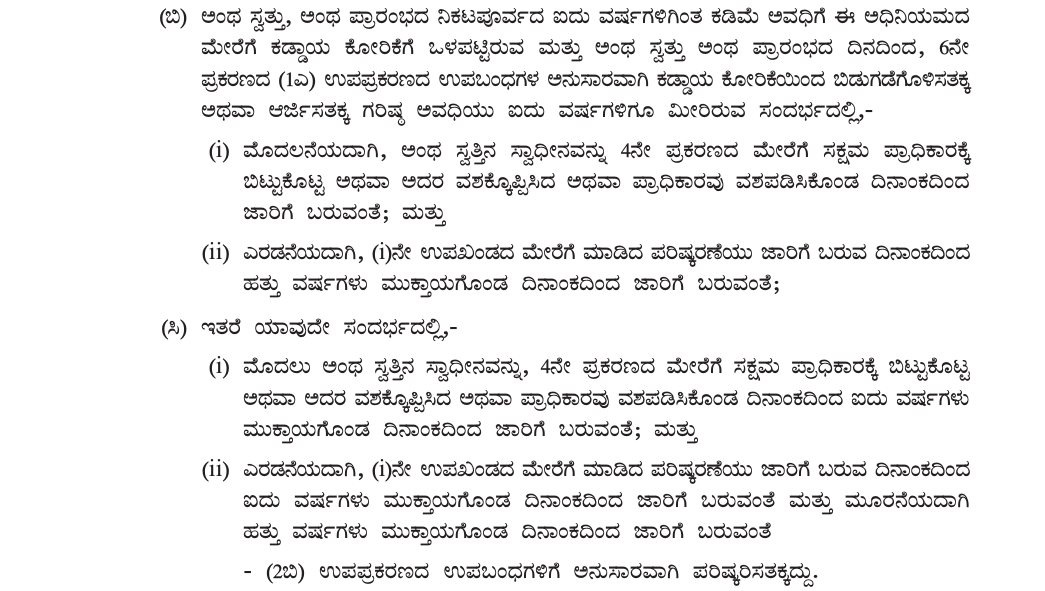 (ಬಿ) ಅಂಥ ಸ್ವತ್ತು, ಅಂಥ ಪ್ರಾರಂಭದ ನಿಕಟಪೂರ್ವದ ಐದು ವರ್ಷಗಳಿಗಿಂತ ಕಡಿಮೆ ಅವಧಿಗೆ ಈ ಅಧಿನಿಯಮದ
ಮೇರೆಗೆ ಕಡ್ಡಾಯ ಕೋರಿಕೆಗೆ ಒಳಪಟ್ಟಿರುವ ಮತ್ತು ಅಂಥ ಸ್ವತ್ತು ಅಂಥ ಪ್ರಾರಂಭದ ದಿನದಿಂದ, 6ನೇ
ಪ್ರಕರಣದ (1ಎ) ಉಪಪ್ರಕರಣದ ಉಪಬಂಧಗಳ ಅನುಸಾರವಾಗಿ ಕಡ್ಡಾಯ ಕೋರಿಕೆಯಿಂದ ಬಿಡುಗಡೆಗೊಳಿಸತಕ್ಕ
ಅಥವಾ ಆರ್ಜಿಸತಕ್ಕ ಗರಿಷ್ಠ ಅವಧಿಯು ಐದು ವರ್ಷಗಳಿಗೂ ಮೀರಿರುವ ಸಂದರ್ಭದಲ್ಲಿ,-
(i) ಮೊದಲನೆಯದಾಗಿ, ಅಂಥ ಸ್ವತ್ತಿನ ಸ್ವಾಧೀನವನ್ನು 4ನೇ ಪ್ರಕರಣದ ಮೇರೆಗೆ ಸಕ್ಷಮ ಪ್ರಾಧಿಕಾರಕ್ಕೆ
ಬಿಟ್ಟುಕೊಟ್ಟ ಅಥವಾ ಅದರ ವಶಕ್ಕೊಪ್ಪಿಸಿದ ಅಥವಾ ಪ್ರಾಧಿಕಾರವು ವಶಪಡಿಸಿಕೊಂಡ ದಿನಾಂಕದಿಂದ
ಜಾರಿಗೆ ಬರುವಂತೆ; ಮತ್ತು
(ii) ಎರಡನೆಯದಾಗಿ, (i)ನೇ ಉಪಖಂಡದ ಮೇರೆಗೆ ಮಾಡಿದ ಪರಿಷ್ಕರಣೆಯು ಜಾರಿಗೆ ಬರುವ ದಿನಾಂಕದಿಂದ
ಹತ್ತು ವರ್ಷಗಳು ಮುಕ್ತಾಯಗೊಂಡ ದಿನಾಂಕದಿಂದ ಜಾರಿಗೆ ಬರುವಂತೆ;
(ಸಿ) ಇತರೆ ಯಾವುದೇ ಸಂದರ್ಭದಲ್ಲಿ,-
(i) ಮೊದಲು ಅಂಥ ಸ್ವತ್ತಿನ ಸ್ವಾಧೀನವನ್ನು, 4ನೇ ಪ್ರಕರಣದ ಮೇರೆಗೆ ಸಕ್ಷಮ ಪ್ರಾಧಿಕಾರಕ್ಕೆ ಬಿಟ್ಟುಕೊಟ್ಟ
ಅಥವಾ ಅದರ ವಶಕ್ಕೊಪ್ಪಿಸಿದ ಅಥವಾ ಪ್ರಾಧಿಕಾರವು ವಶಪಡಿಸಿಕೊಂಡ ದಿನಾಂಕದಿಂದ ಐದು ವರ್ಷಗಳು
ಮುಕ್ತಾಯಗೊಂಡ ದಿನಾಂಕದಿಂದ ಜಾರಿಗೆ ಬರುವಂತೆ; ಮತ್ತು
(ii) ಎರಡನೆಯದಾಗಿ, (i)ನೇ ಉಪಖಂಡದ ಮೇರೆಗೆ ಮಾಡಿದ ಪರಿಷ್ಕರಣೆಯು ಜಾರಿಗೆ ಬರುವ ದಿನಾಂಕದಿಂದ
ಐದು ವರ್ಷಗಳು ಮುಕ್ತಾಯಗೊಂಡ ದಿನಾಂಕದಿಂದ ಜಾರಿಗೆ ಬರುವಂತೆ ಮತ್ತು ಮೂರನೆಯದಾಗಿ
ಹತ್ತು ವರ್ಷಗಳು ಮುಕ್ತಾಯಗೊಂಡ ದಿನಾಂಕದಿಂದ ಜಾರಿಗೆ ಬರುವಂತೆ
- (2ಬಿ) ಉಪಪ್ರಕರಣದ ಉಪಬಂಧಗಳಿಗೆ ಅನುಸಾರವಾಗಿ ಪರಿಷ್ಕರಿಸತಕ್ಕದ್ದು.